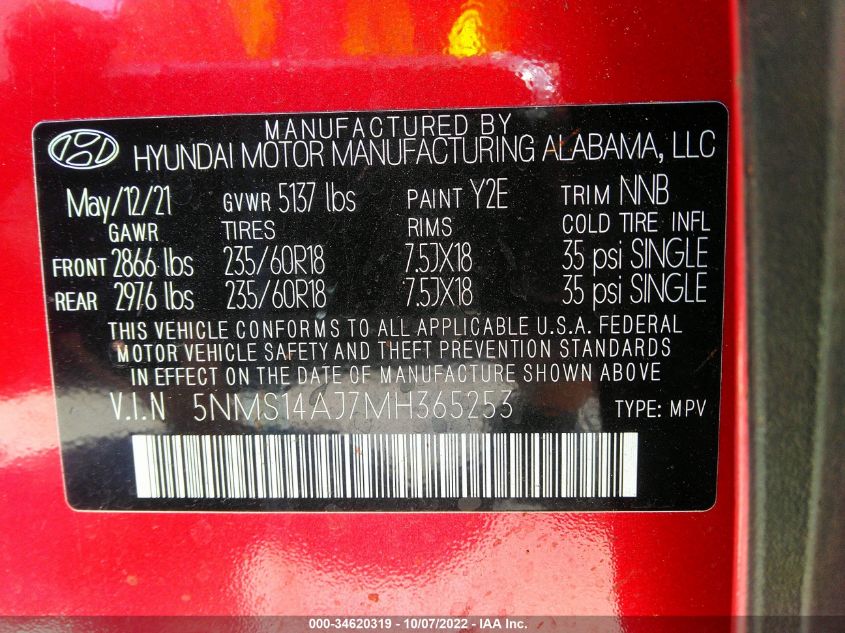 MANUFACTURED BY
HYUNDAI MOTOR MANUFACTURING ALABAMA, LLC
May/12/21 GVWR 5137 lbs PAINT Y2E TRIM NNB
GAWR TIRES RIMS COLD TIRE INFL
FRONT 2866 lbs 235/60R18 7.5JX18 35 psi SINGLE
REAR 2976 lbs 235/60R18 7.5JX18 35 psi SINGLE
THIS VEHICLE CONFORMS TO ALL APPLICABLE U.S.A. FEDERAL
MOTOR VEHICLE SAFETY AND THEFT PREVENTION STANDARDS
IN EFFECT ON THE DATE OF MANUFACTURE SHOWN ABOVE
V.I.N 5NMS14AJ7MH365253 TYPE: MPV
000-34620319 - 10/07/2022 - IAA Inc.